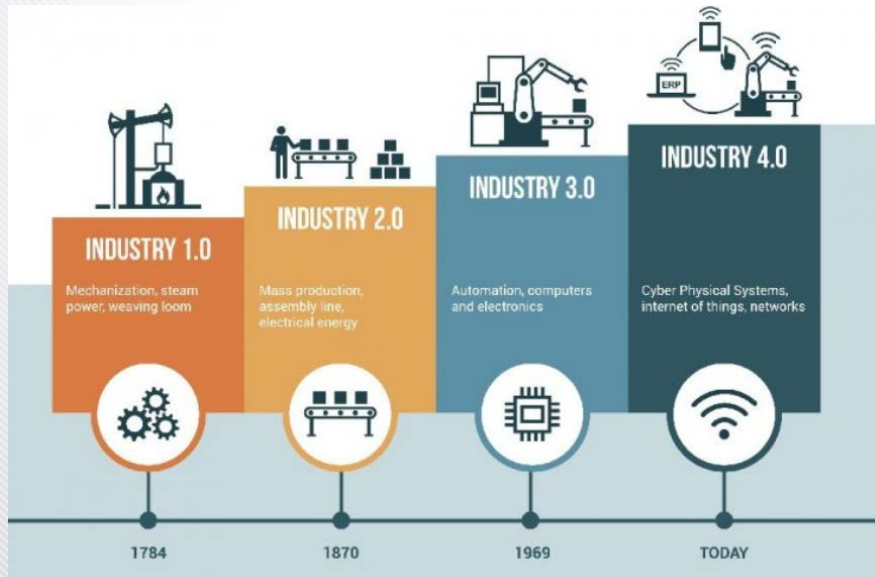 ERP
INDUSTRY 1.0
Mechanization, steam
power, weaving loom
INDUSTRY 2.0
Mass production,
assembly line,
electrical energy
INDUSTRY 3.0
Automation, computers
and electronics
INDUSTRY 4.0
Cyber Physical Systems,
internet of things, networks
1784
1870
1969
TODAY